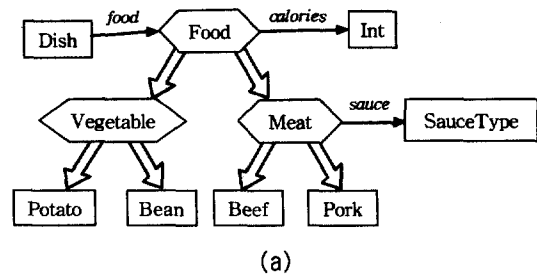 food
calories
Dish
Food
Int
sauce
Vegetable
Meat
SauceType
Potato
Bean
Beef
Pork
(a)